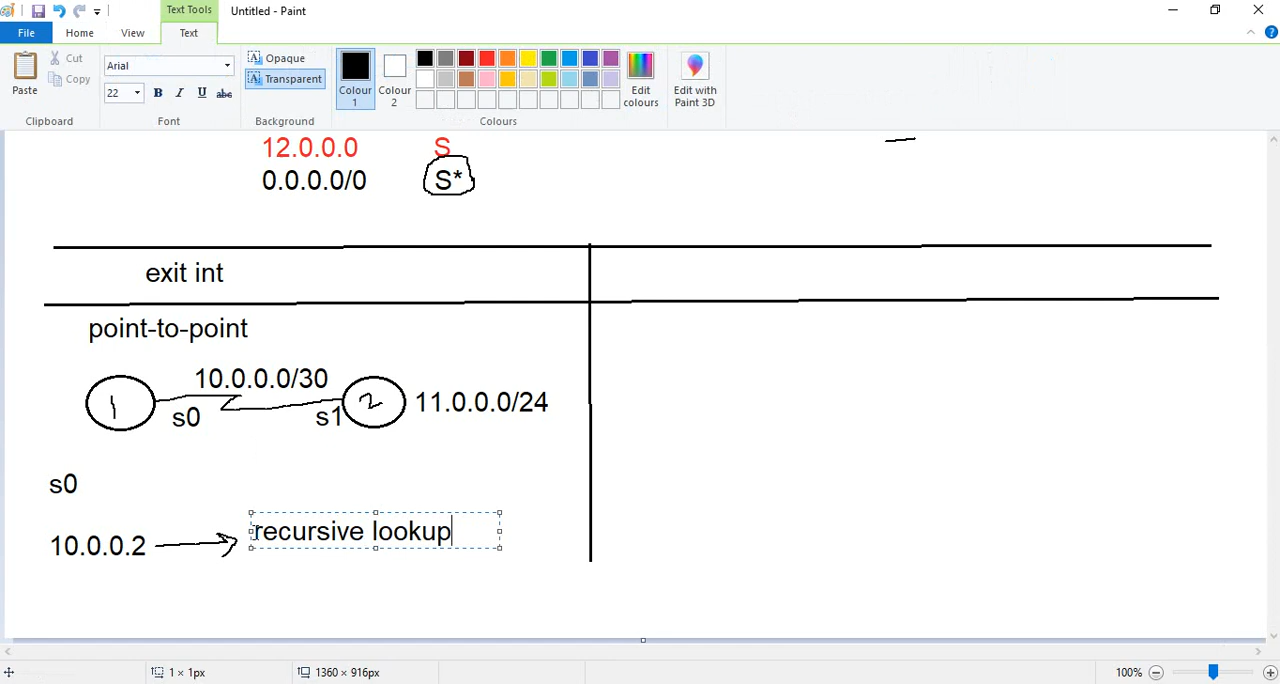 Text Tools
Untitled - Paint
File
Home
View
Text
Paste
Cut
Copy
Clipboard
Arial
22
B I U abc
Font
Opaque
Transparent
Background
Colour 1
Colour 2
Edit colours
Edit with Paint 3D
Colours
12.0.0.0 S
0.0.0.0/0 S*
exit int
point-to-point
10.0.0.0/30
1 s0 s1 2 11.0.0.0/24
s0
10.0.0.2 recursive lookup
1 × 1px
1360 × 916px
100%